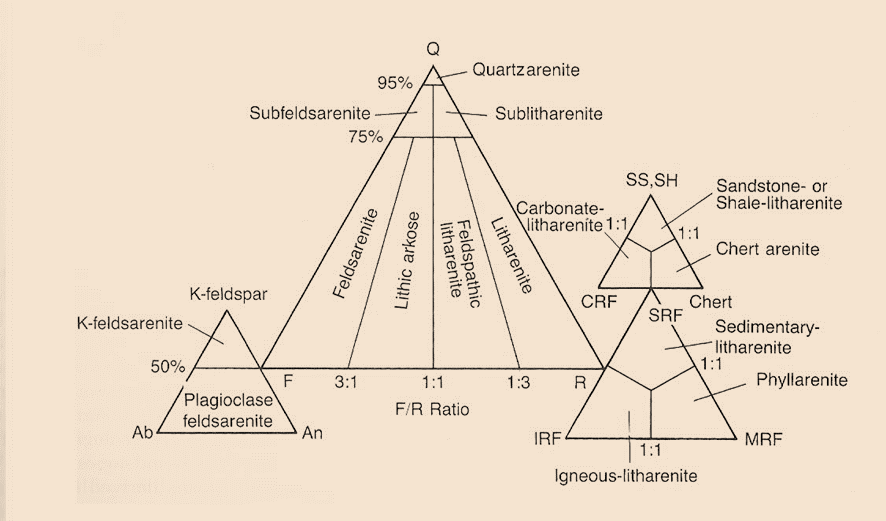 Q
Quartzarenite
95%
Subfeldsarenite
Sublitharenite
75%
Feldsarenite
Lithic arkose
Feldspathic
litharenite
Litharenite
F
3:1
1:1
1:3
R
F/R Ratio
K-feldspar
K-feldsarenite
50%
Plagioclase
feldsarenite
Ab
An
SS,SH
Sandstone- or
Shale-litharenite
Carbonate-
litharenite
1:1
1:1
Chert arenite
CRF
Chert
SRF
Sedimentary-
litharenite
1:1
Phyllarenite
IRF
MRF
1:1
Igneous-litharenite